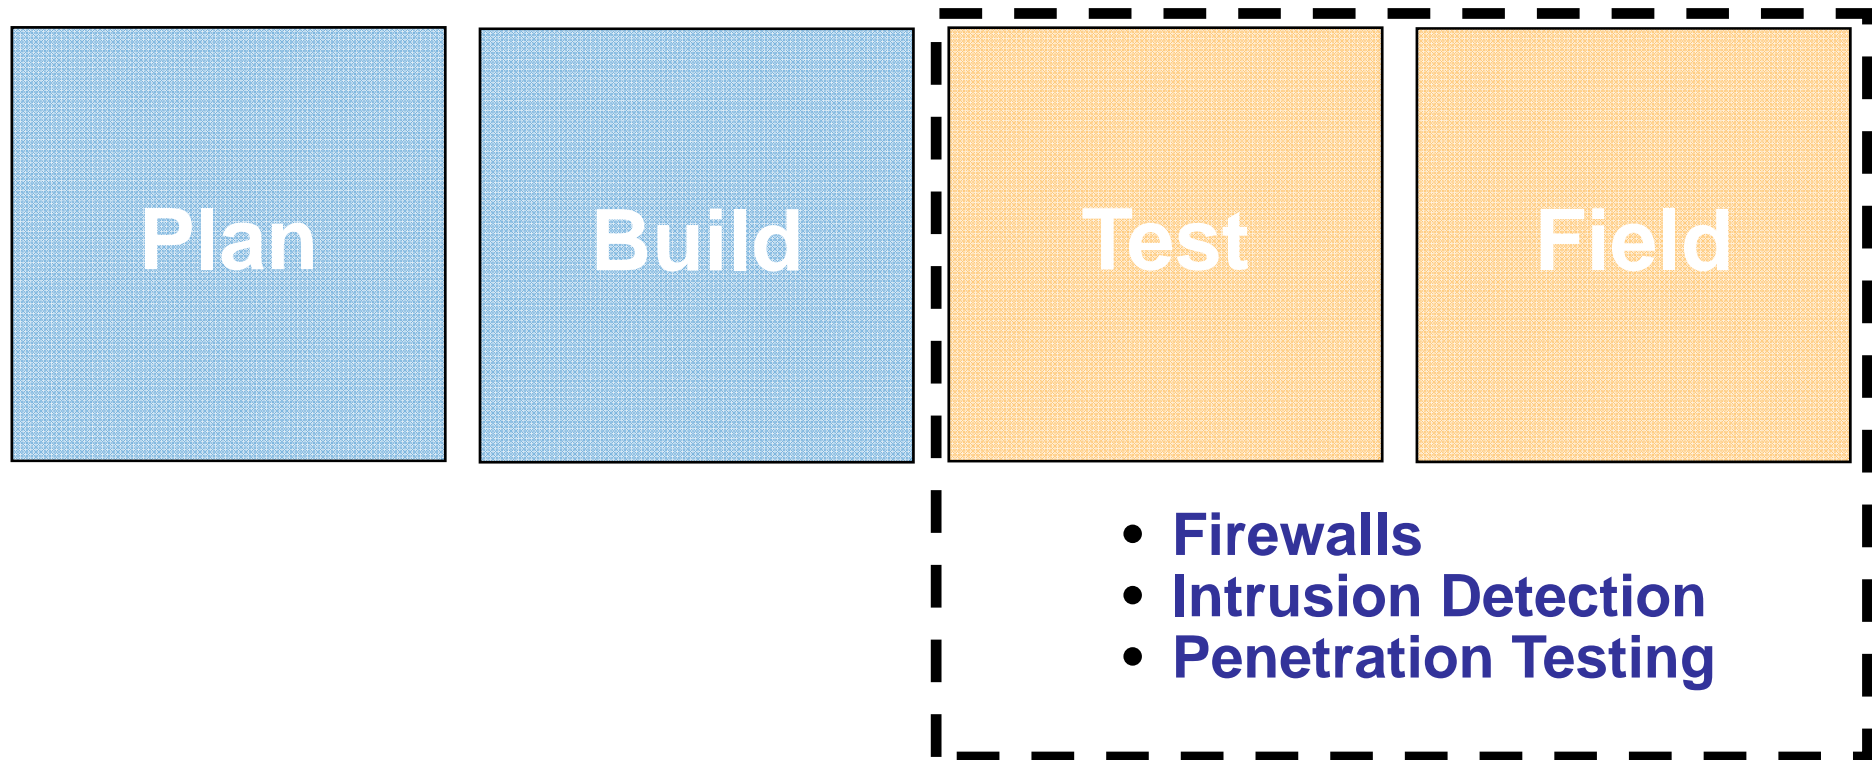 Plan
Build
Test
Field
• Firewalls
• Intrusion Detection
• Penetration Testing